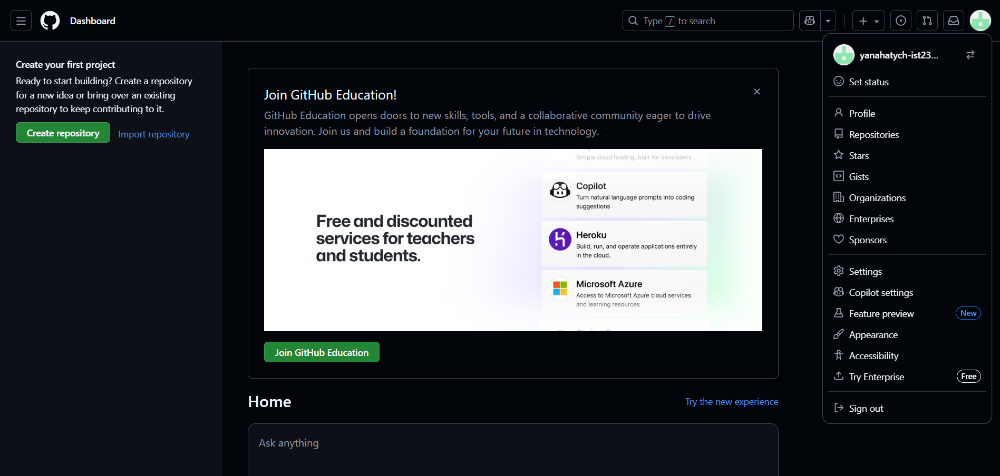 Dashboard
Type / to search
Create your first project
Ready to start building? Create a repository
for a new idea or bring over an existing
repository to keep contributing to it.
Create repository
Import repository
Join GitHub Education!
GitHub Education opens doors to new skills, tools, and a collaborative community eager to drive
innovation. Join us and build a foundation for your future in technology.
Free and discounted
services for teachers
and students.
Simple cloud hosting, built for developers
Copilot
Turn natural language prompts into coding
suggestions
Heroku
Build, run, and operate applications entirely
in the cloud.
Microsoft Azure
Access to Microsoft Azure cloud services
and learning resources
Join GitHub Education
Home
Try the new experience
Ask anything
yanahatych-ist23...
Set status
Profile
Repositories
Stars
Gists
Organizations
Enterprises
Sponsors
Settings
Copilot settings
Feature preview
New
Appearance
Accessibility
Try Enterprise
Free
Sign out